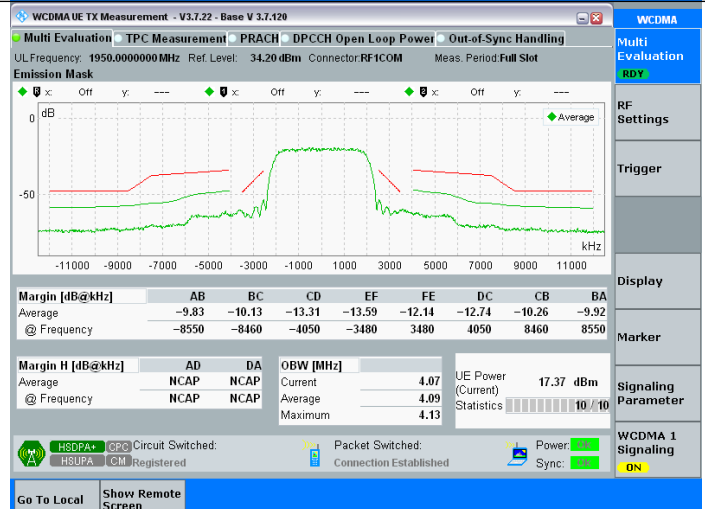 WCDMA UE TX Measurement - V3.7.22 - Base V 3.7.120
WCDMA
Multi Evaluation TPC Measurement PRACH DPCCH Open Loop Power Out-of-Sync Handling
UL Frequency: 1950.0000000 MHz Ref. Level: 34.20 dBm Connector:RF1COM Meas. Period:Full Slot
Emission Mask
x: Off y: --- x: Off y: --- x: Off y: ---
dB
Average
0
-50
kHz
-11000 -9000 -7000 -5000 -3000 -1000 1000 3000 5000 7000 9000 11000
Margin [dB@kHz] AB BC CD EF FE DC CB BA
Average -9.83 -10.13 -13.31 -13.59 -12.14 -12.74 -10.26 -9.92
@ Frequency -8550 -8460 -4050 -3480 3480 4050 8460 8550
Margin H [dB@kHz] AD DA
Average NCAP NCAP
@ Frequency NCAP NCAP
OBW [MHz]
Current 4.07
Average 4.09
Maximum 4.13
UE Power
(Current)
17.37 dBm
Statistics 10 / 10
HSDPA+ CPC Circuit Switched:
HSUPA CM Registered
Packet Switched:
Connection Established
Power: OK
Sync: OK
Multi
Evaluation
RDY
RF
Settings
Trigger
Display
Marker
Signaling
Parameter
WCDMA 1
Signaling
ON
Go To Local
Show Remote
Screen